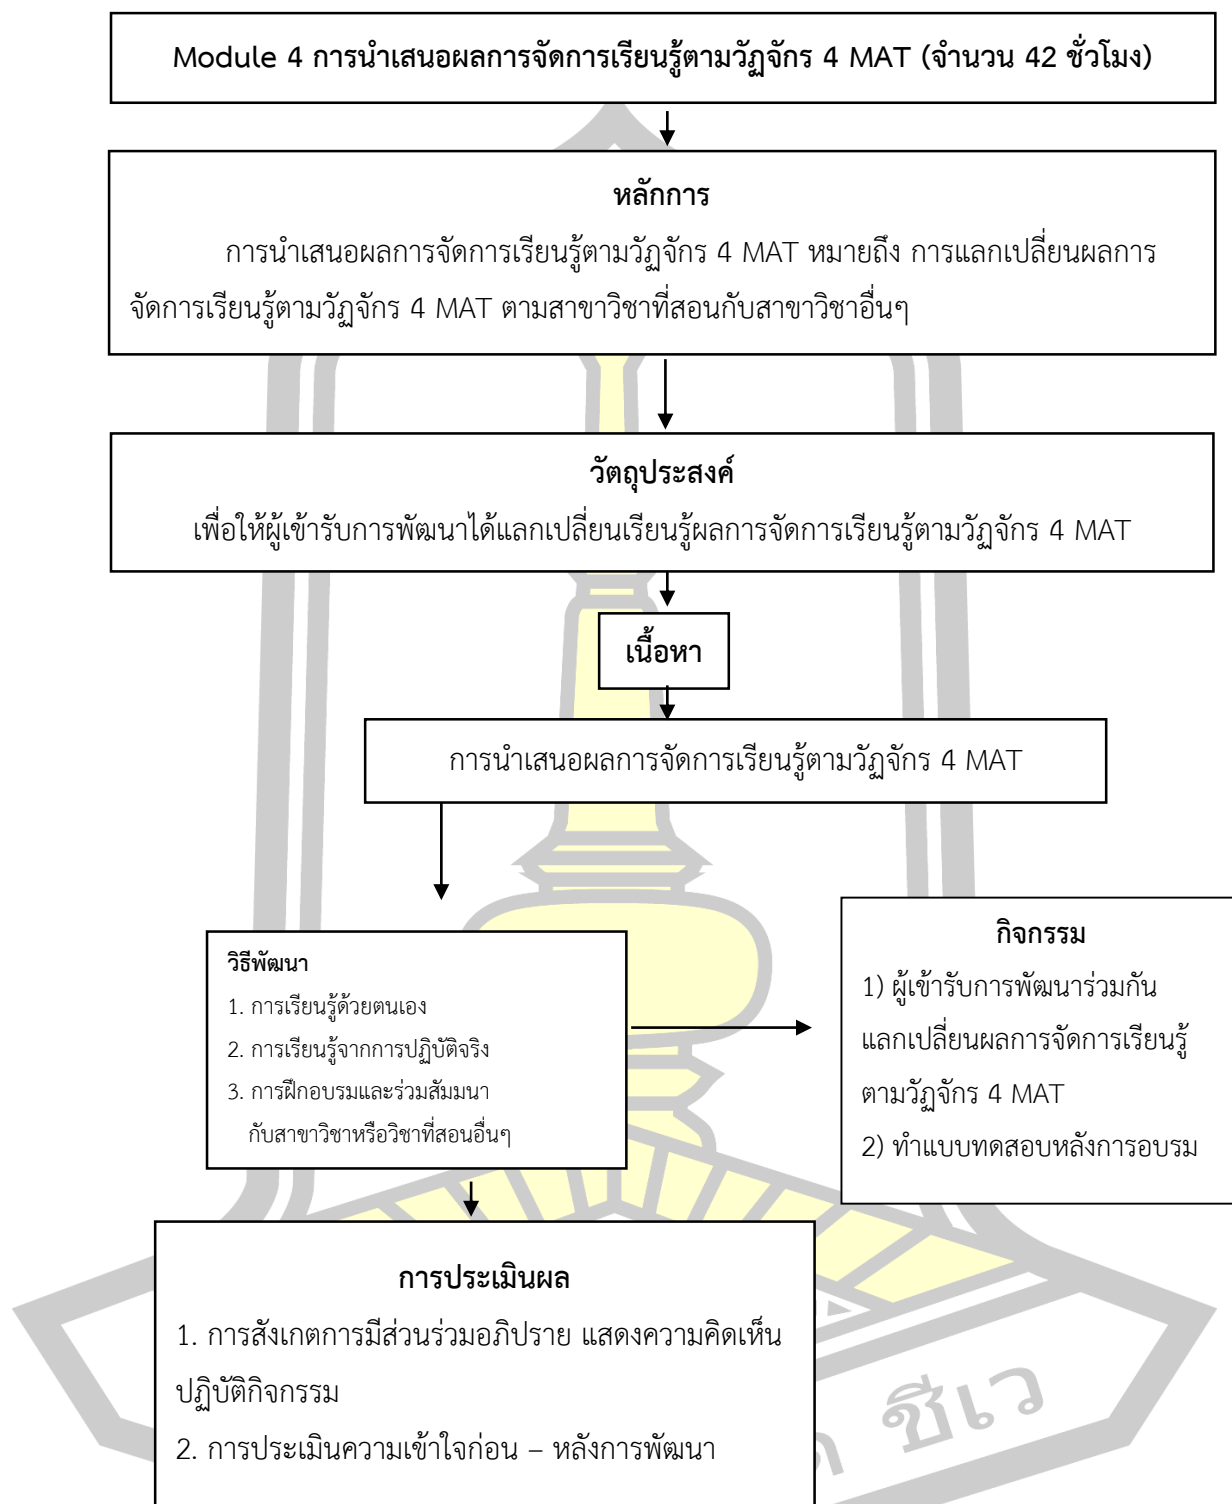 Module 4 การนำเสนอผลการจัดการเรียนรู้ตามวัฏจักร 4 MAT (จำนวน 42 ชั่วโมง)
หลักการ
การนำเสนอผลการจัดการเรียนรู้ตามวัฏจักร 4 MAT หมายถึง การแลกเปลี่ยนผลการ
จัดการเรียนรู้ตามวัฏจักร 4 MAT ตามสาขาวิชาที่สอนกับสาขาวิชาอื่นๆ
วัตถุประสงค์
เพื่อให้ผู้เข้ารับการพัฒนาได้แลกเปลี่ยนเรียนรู้ผลการจัดการเรียนรู้ตามวัฏจักร 4 MAT
เนื้อหา
การนำเสนอผลการจัดการเรียนรู้ตามวัฏจักร 4 MAT
วิธีพัฒนา
1. การเรียนรู้ด้วยตนเอง
2. การเรียนรู้จากการปฏิบัติจริง
3. การฝึกอบรมและร่วมสัมมนา
กับสาขาวิชาหรือวิชาที่สอนอื่นๆ
กิจกรรม
1) ผู้เข้ารับการพัฒนาร่วมกัน
แลกเปลี่ยนผลการจัดการเรียนรู้
ตามวัฏจักร 4 MAT
2) ทำแบบทดสอบหลังการอบรม
การประเมินผล
1. การสังเกตการมีส่วนร่วมอภิปราย แสดงความคิดเห็น
ปฏิบัติกิจกรรม
2. การประเมินความเข้าใจก่อน – หลังการพัฒนา
ชีเว